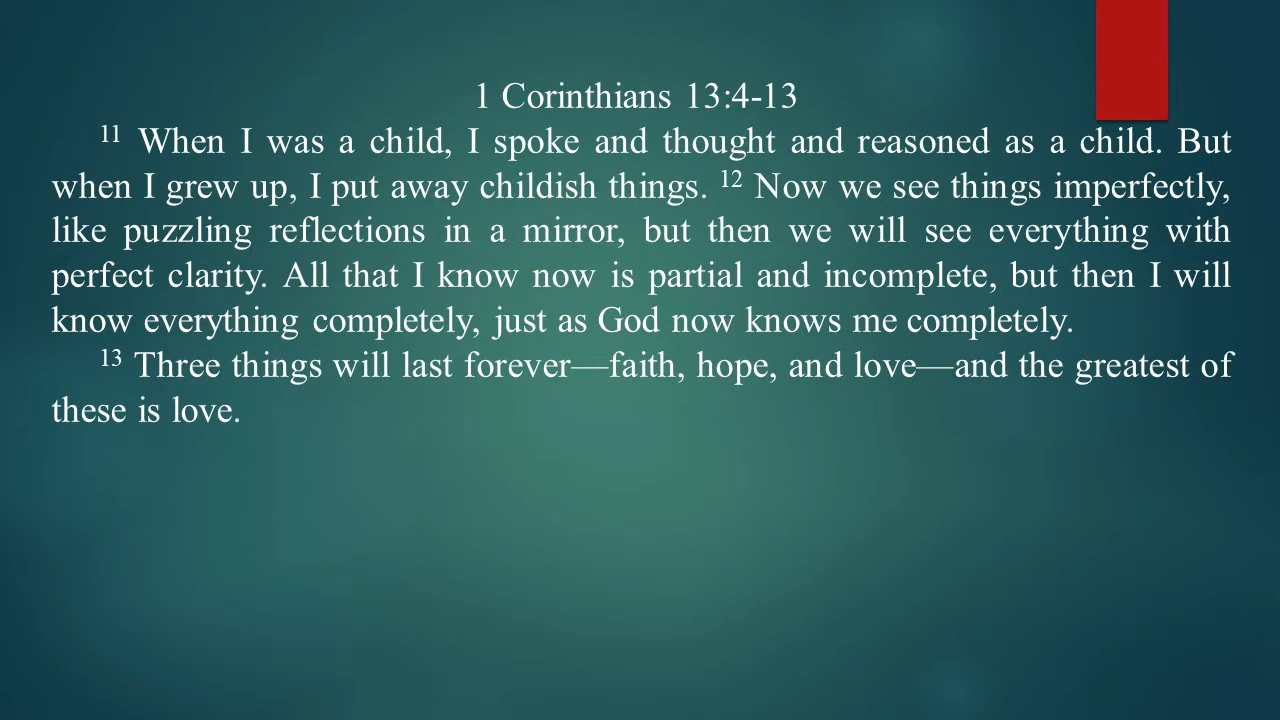 1 Corinthians 13:4-13
11 When I was a child, I spoke and thought and reasoned as a child. But
when I grew up, I put away childish things. 12 Now we see things imperfectly,
like puzzling reflections in a mirror, but then we will see everything with
perfect clarity. All that I know now is partial and incomplete, but then I will
know everything completely, just as God now knows me completely.
13 Three things will last forever—faith, hope, and love—and the greatest of
these is love.